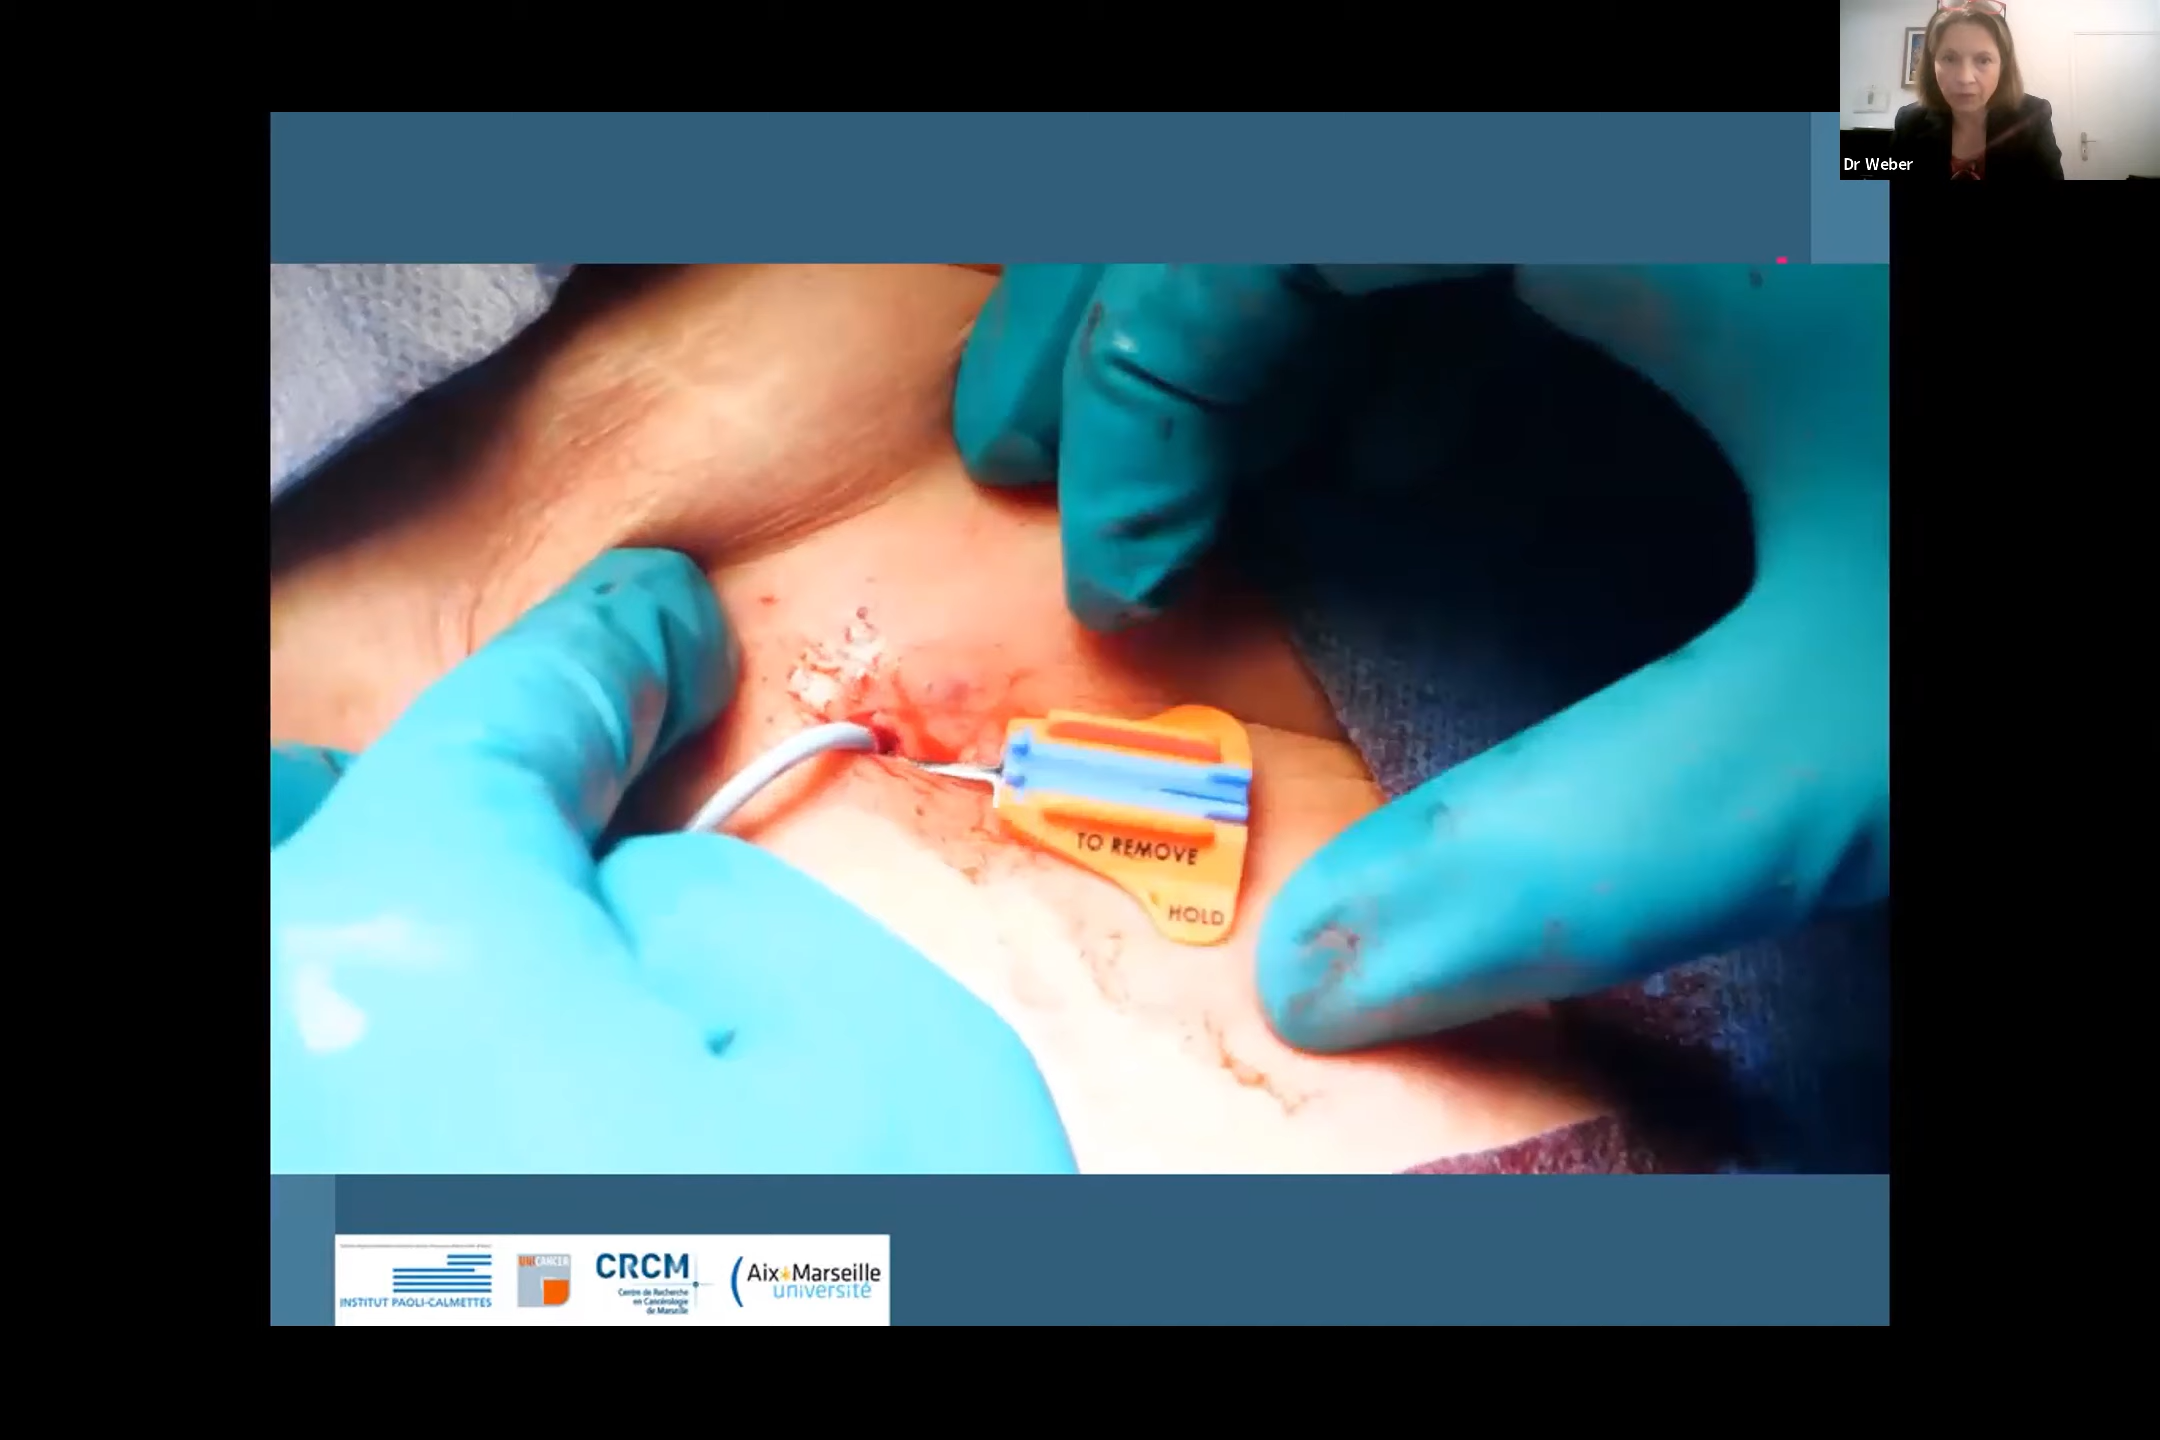 Dr Weber
TO REMOVE
HOLD
INSTITUT PAOLI-CALMETTES
UNICANCER
CRCM
Centre de Recherche
en Cancérologie
de Marseille
Aix*Marseille
université